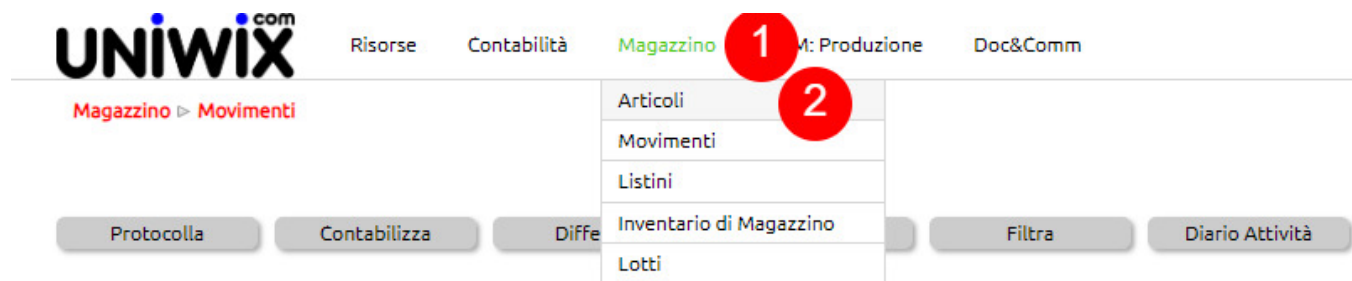 UNiWiX com
Risorse Contabilità Magazzino 1 M: Produzione Doc&Comm
Magazzino ▷ Movimenti
Articoli 2
Movimenti
Listini
Inventario di Magazzino
Lotti
Protocolla Contabilizza Diffe Filtra Diario Attività